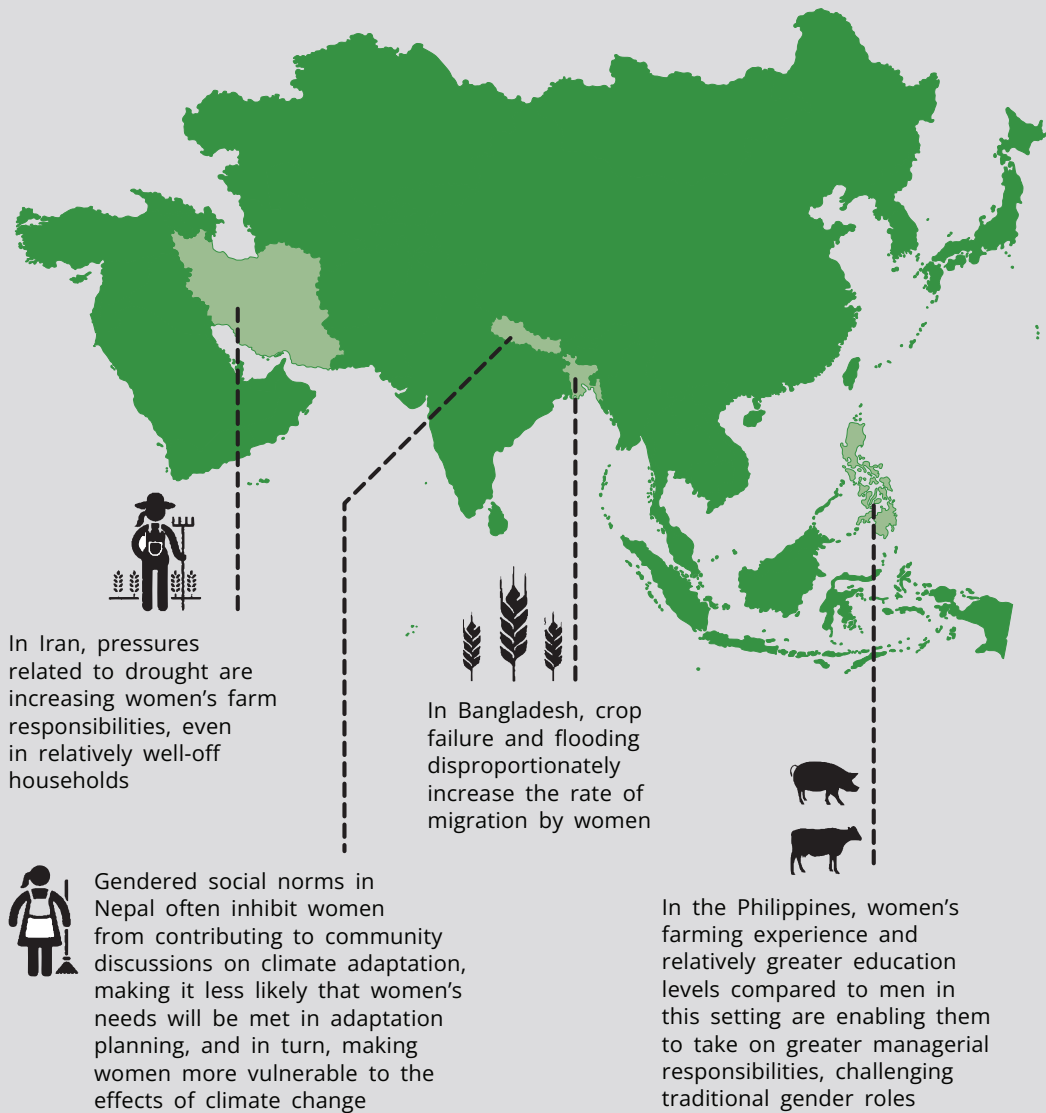 In Iran, pressures
related to drought are
increasing women’s farm
responsibilities, even
in relatively well-off
households
In Bangladesh, crop
failure and flooding
disproportionately
increase the rate of
migration by women
Gendered social norms in
Nepal often inhibit women
from contributing to community
discussions on climate adaptation,
making it less likely that women’s
needs will be met in adaptation
planning, and in turn, making
women more vulnerable to the
effects of climate change
In the Philippines, women’s
farming experience and
relatively greater education
levels compared to men in
this setting are enabling them
to take on greater managerial
responsibilities, challenging
traditional gender roles